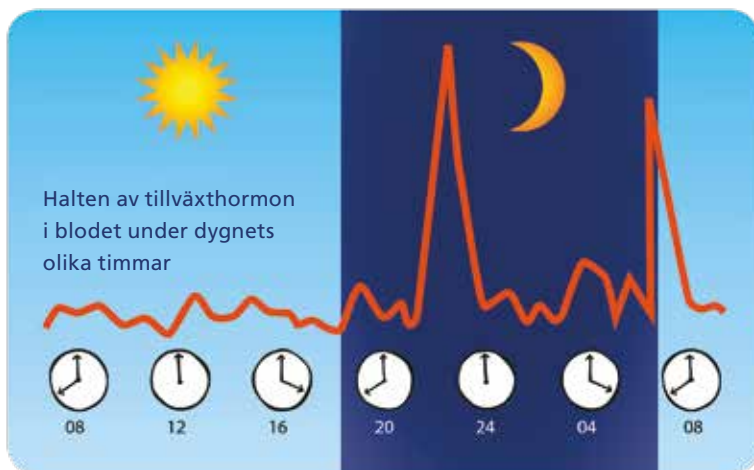 Halten av tillväxthormon
i blodet under dygnets
olika timmar
08 12 16 20 24 04 08